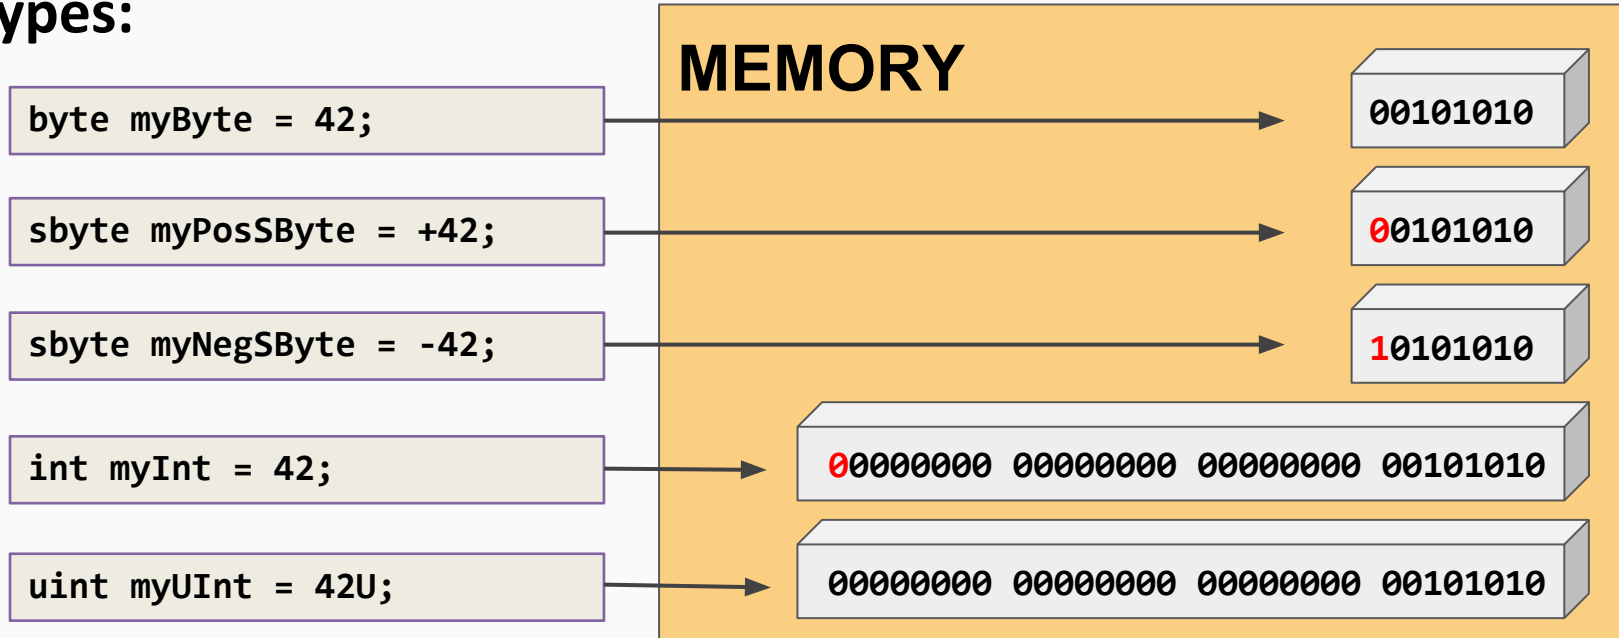 ypes:
MEMORY
byte myByte = 42;
00101010
sbyte myPosSByte = +42;
00101010
sbyte myNegSByte = -42;
10101010
int myInt = 42;
00000000 00000000 00000000 00101010
uint myUInt = 42U;
00000000 00000000 00000000 00101010